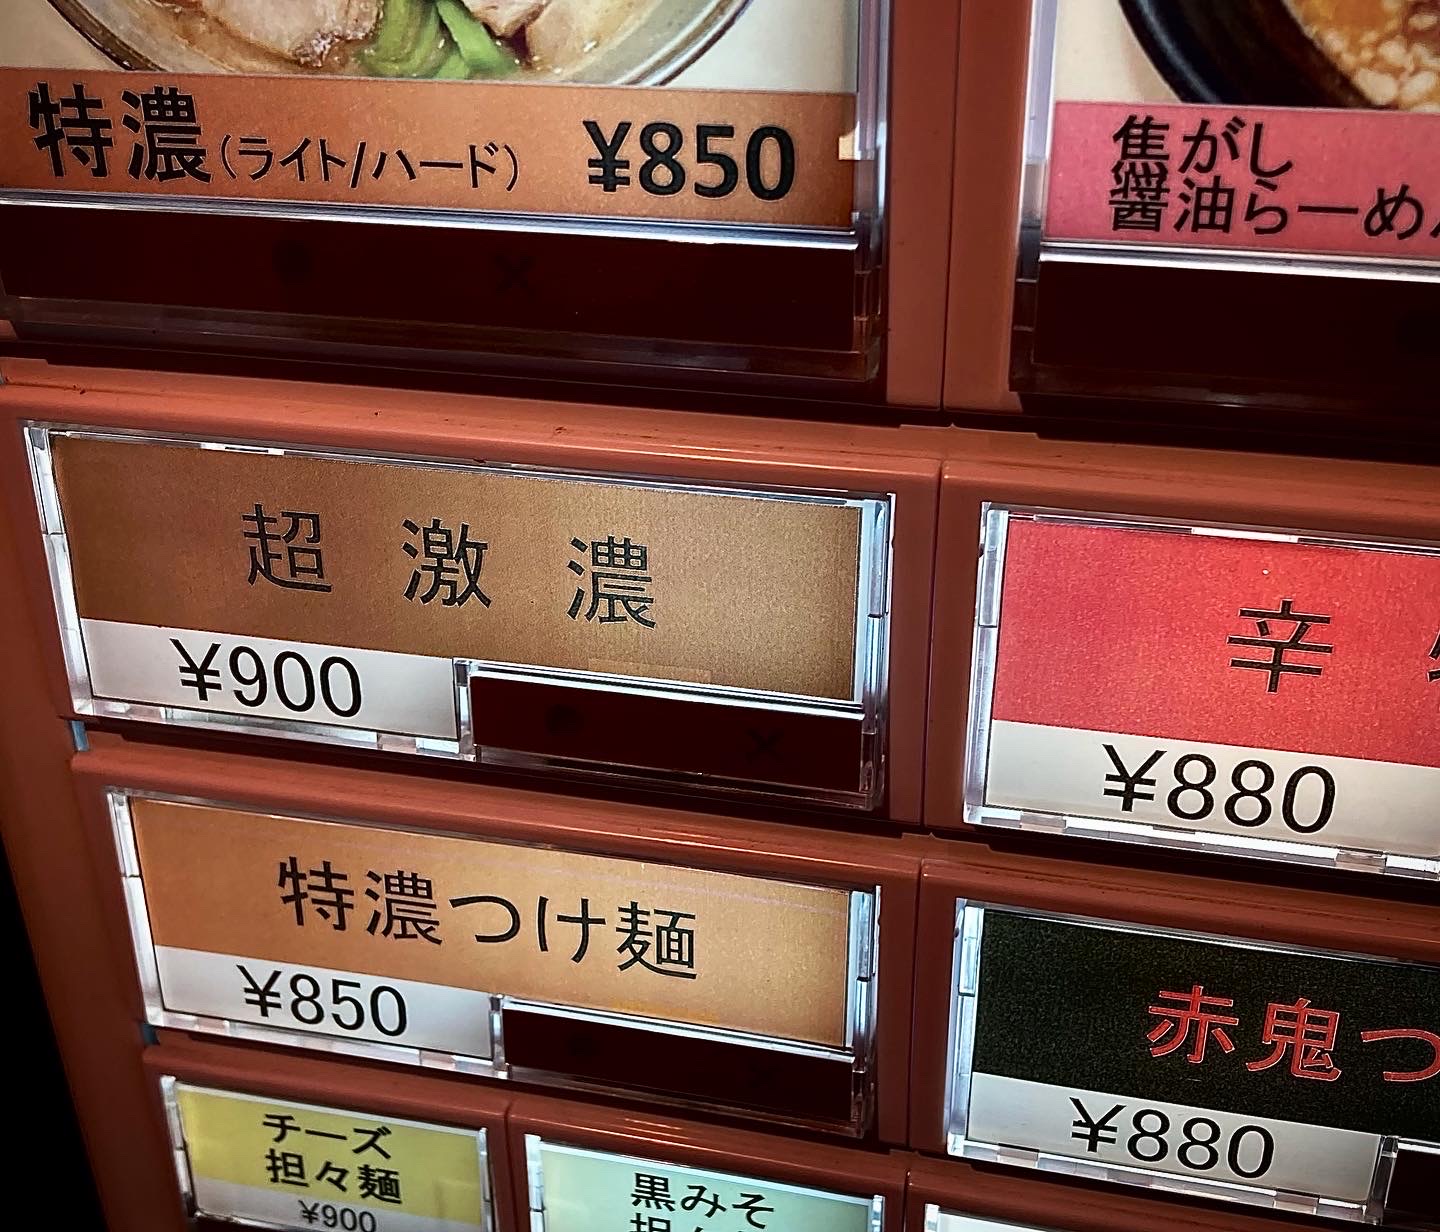 特濃(ライト/ハード) ¥850
焦がし
醤油らーめ
超激濃
¥900
辛
¥880
特濃つけ麺
¥850
赤鬼つ
¥880
チーズ
担々麺
¥900
黒みそ